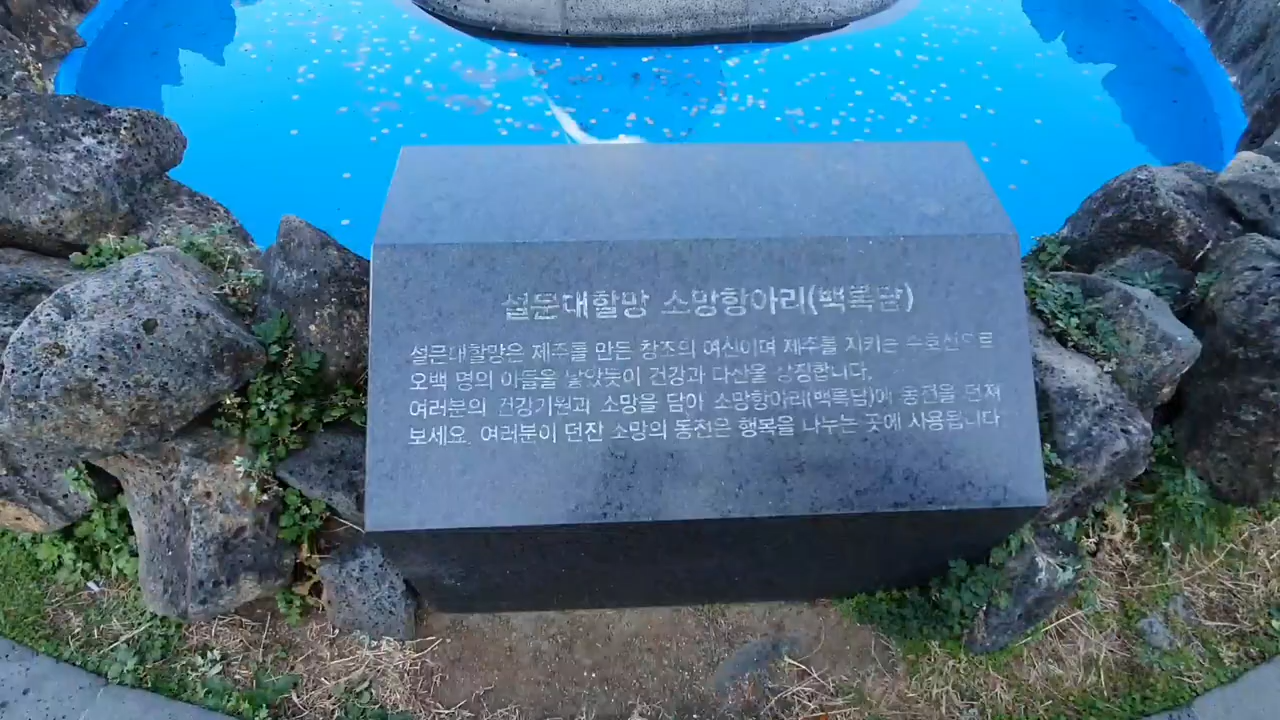 설문대할망 소망항아리(백록담)
설문대할망은 제주를 만든 창조의 여신이며 제주를 지키는 수호신으로
오백 명의 아들을 낳았듯이 건강과 다산을 상징합니다.
여러분의 건강기원과 소망을 담아 소망항아리(백록담)에 동전을 던져
보세요. 여러분이 던잔 소망의 동전은 행복을 나누는 곳에 사용됩니다